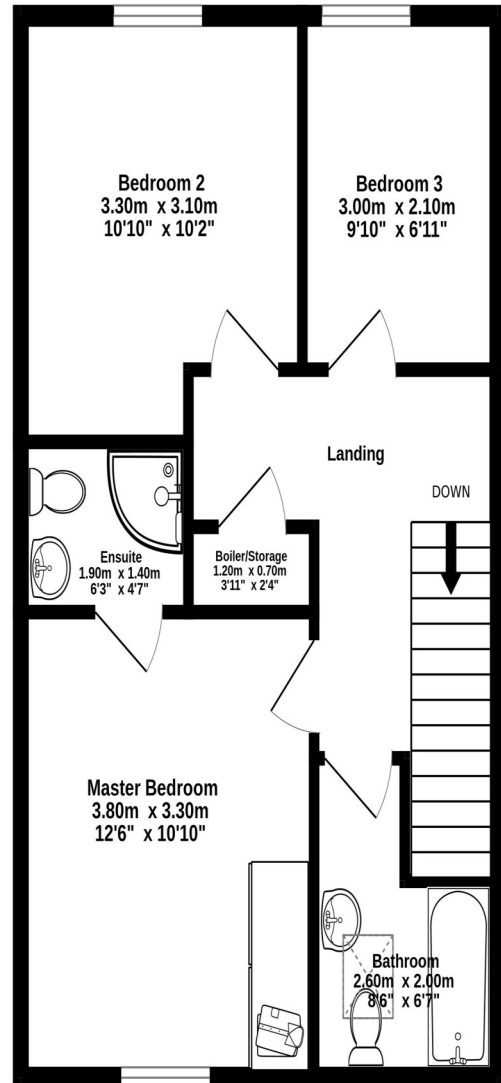 Bedroom 2
3.30m x 3.10m
10'10" x 10'2"
Bedroom 3
3.00m x 2.10m
9'10" x 6'11"
Landing
DOWN
Ensuite
1.90m x 1.40m
6'3" x 4'7"
Boiler/Storage
1.20m x 0.70m
3'11" x 2'4"
Master Bedroom
3.80m x 3.30m
12'6" x 10'10"
Bathroom
2.60m x 2.00m
8'6" x 6'7"